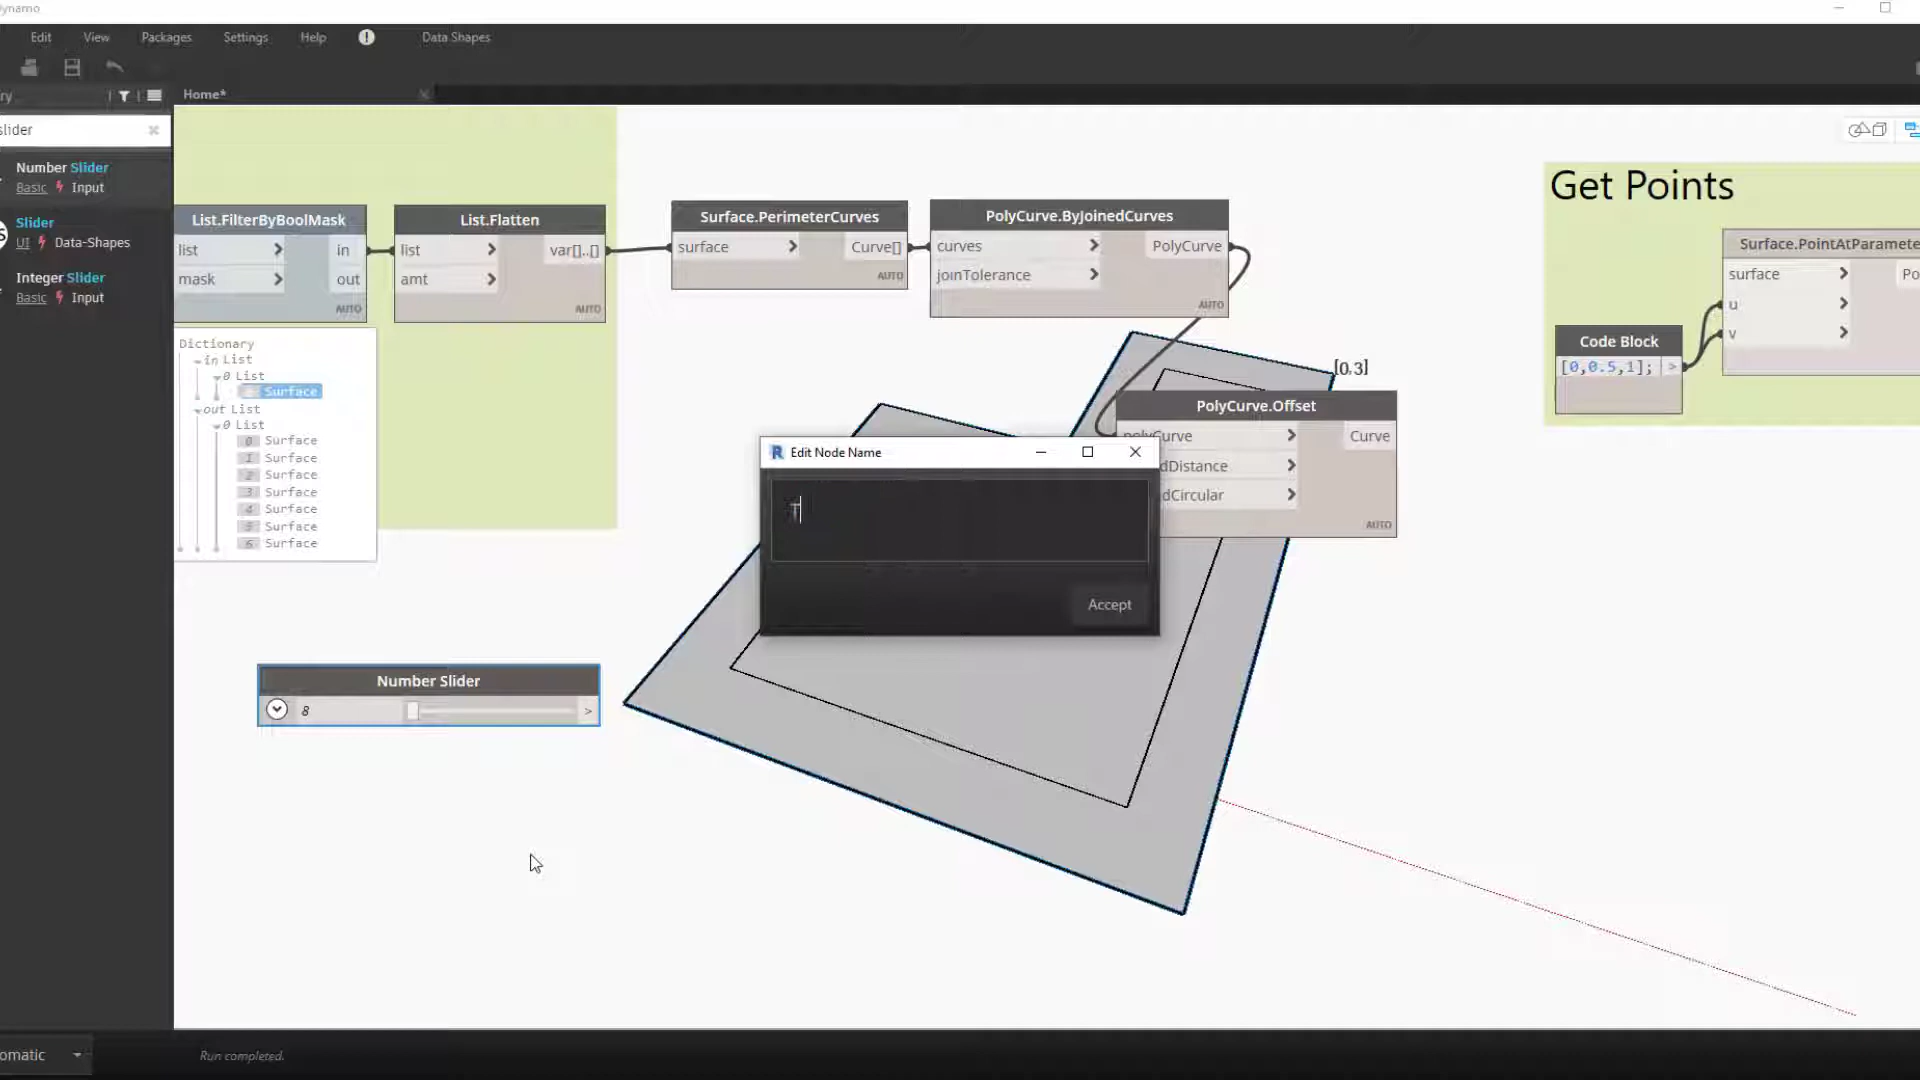 ynamo
Edit View Packages Settings Help Data Shapes
ry
Home*
slider
Number Slider
Basic Input
Slider
UI Data-Shapes
Integer Slider
Basic Input
List.FilterByBoolMask
list > in
mask > out
AUTO
List.Flatten
list > var[]..[]
amt >
AUTO
Surface.PerimeterCurves
surface > Curve[]
AUTO
PolyCurve.ByJoinedCurves
curves > PolyCurve
joinTolerance >
AUTO
Get Points
Surface.PointAtParamete
surface > Po
u >
v >
Code Block
[0,0.5,1]; >
Dictionary
in List
0 List
Surface
out List
0 List
0 Surface
1 Surface
2 Surface
3 Surface
4 Surface
5 Surface
6 Surface
[0,3]
PolyCurve.Offset
polyCurve > Curve
dDistance >
dCircular >
AUTO
R Edit Node Name
T
Accept
Number Slider
8 >
omatic
Run completed.